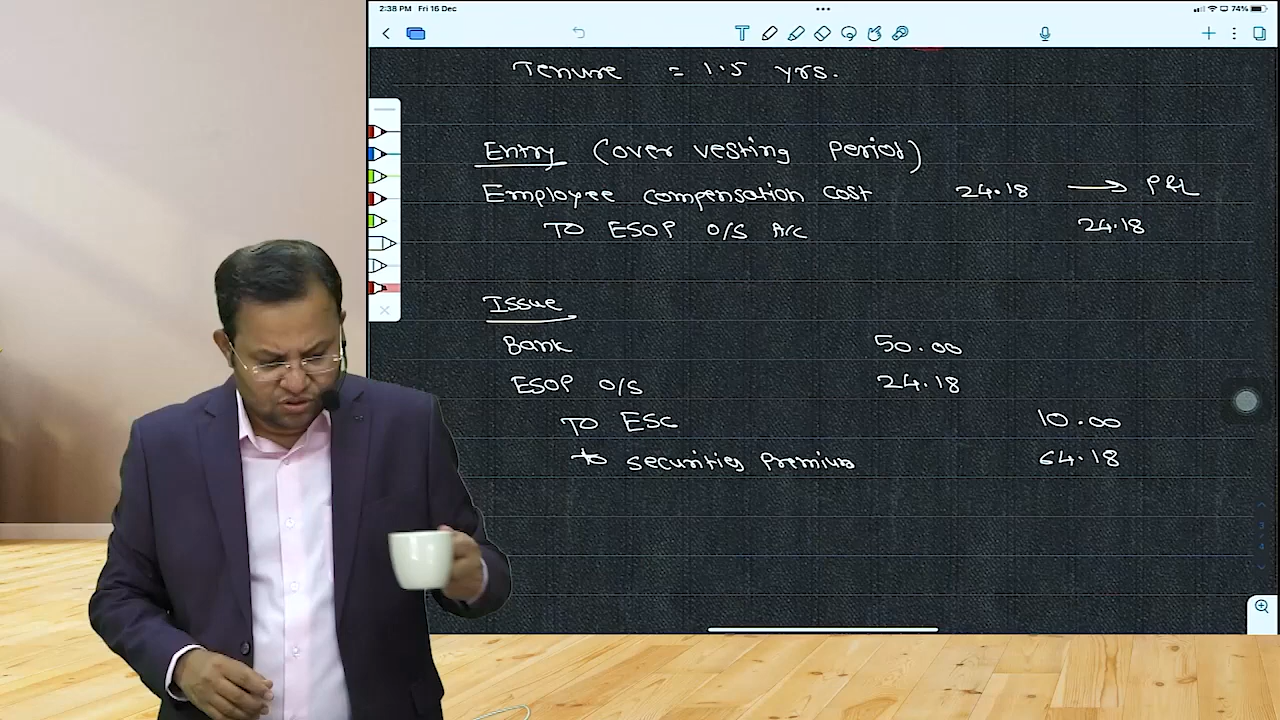 2:38 PM Fri 16 Dec
74%
Tenure = 1.5 yrs.
Entry (over vesting Period)
Employee compensation cost 24.18 → P&L
TO ESOP O/S A/C 24.18
Issue
Bank 50.00
ESOP O/S 24.18
TO ESC 10.00
to securities Premium 64.18